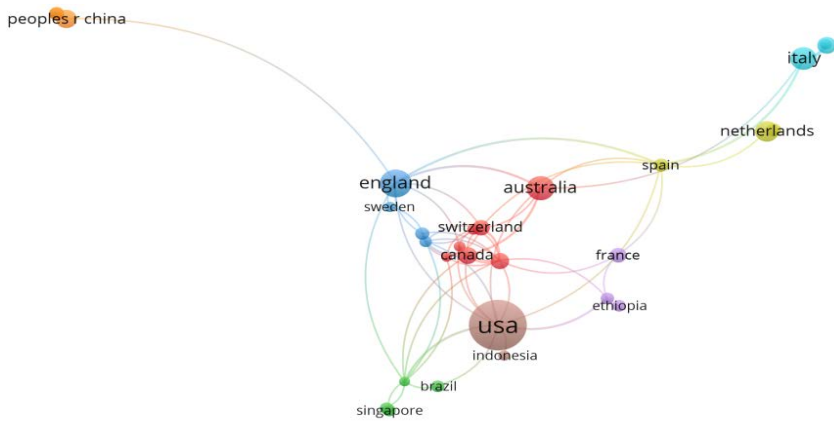 peoples r china
italy
netherlands
spain
england
australia
sweden
switzerland
canada
france
ethiopia
usa
indonesia
brazil
singapore